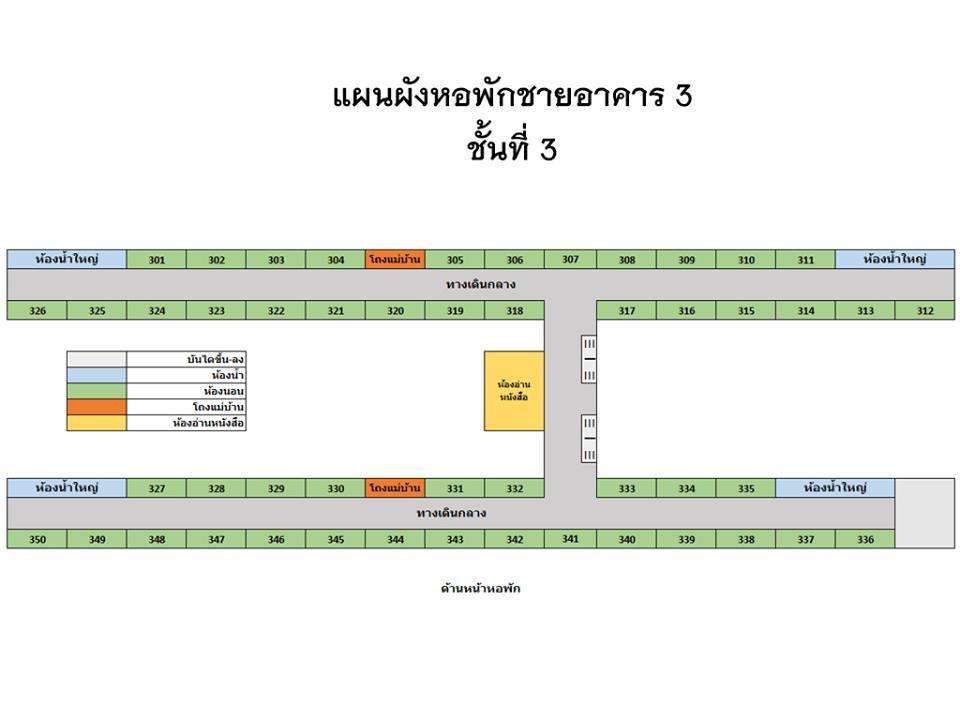 แผนผังหอพักชายอาคาร 3
ชั้นที่ 3
ห้องน้ำใหญ่ 301 302 303 304 โถงแม่บ้าน 305 306 307 308 309 310 311 ห้องน้ำใหญ่
ทางเดินกลาง
326 325 324 323 322 321 320 319 318 317 316 315 314 313 312
บันไดขึ้น-ลง
ห้องน้ำ
ห้องนอน
โถงแม่บ้าน
ห้องอ่านหนังสือ
ห้องอ่าน
หนังสือ
ห้องน้ำใหญ่ 327 328 329 330 โถงแม่บ้าน 331 332 333 334 335 ห้องน้ำใหญ่
ทางเดินกลาง
350 349 348 347 346 345 344 343 342 341 340 339 338 337 336
ด้านหน้าหอพัก